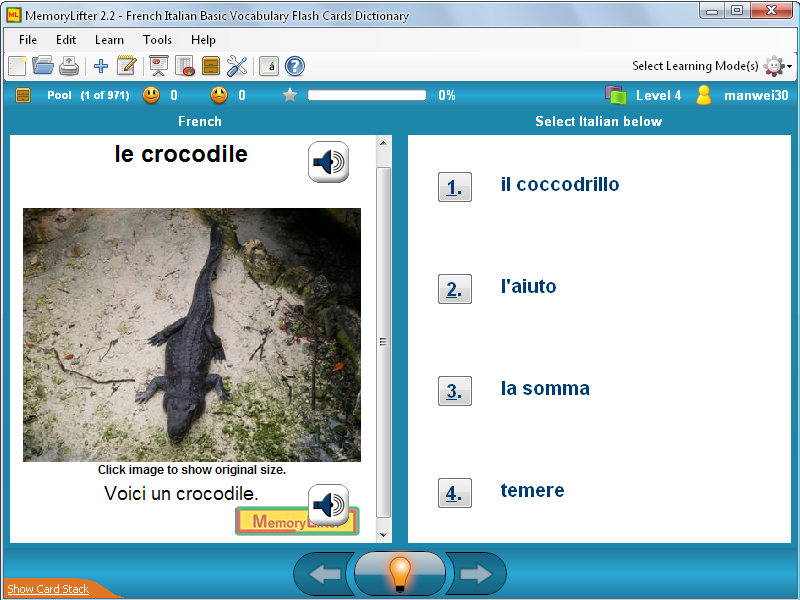 MemoryLifter 2.2 - French Italian Basic Vocabulary Flash Cards Dictionary
File Edit Learn Tools Help
á ? Select Learning Mode(s)
Pool (1 of 971) 0 0 0% Level 4 manwei30
French
Select Italian below
le crocodile
Click image to show original size.
Voici un crocodile.
1. il coccodrillo
2. l'aiuto
3. la somma
4. temere
Show Card Stack